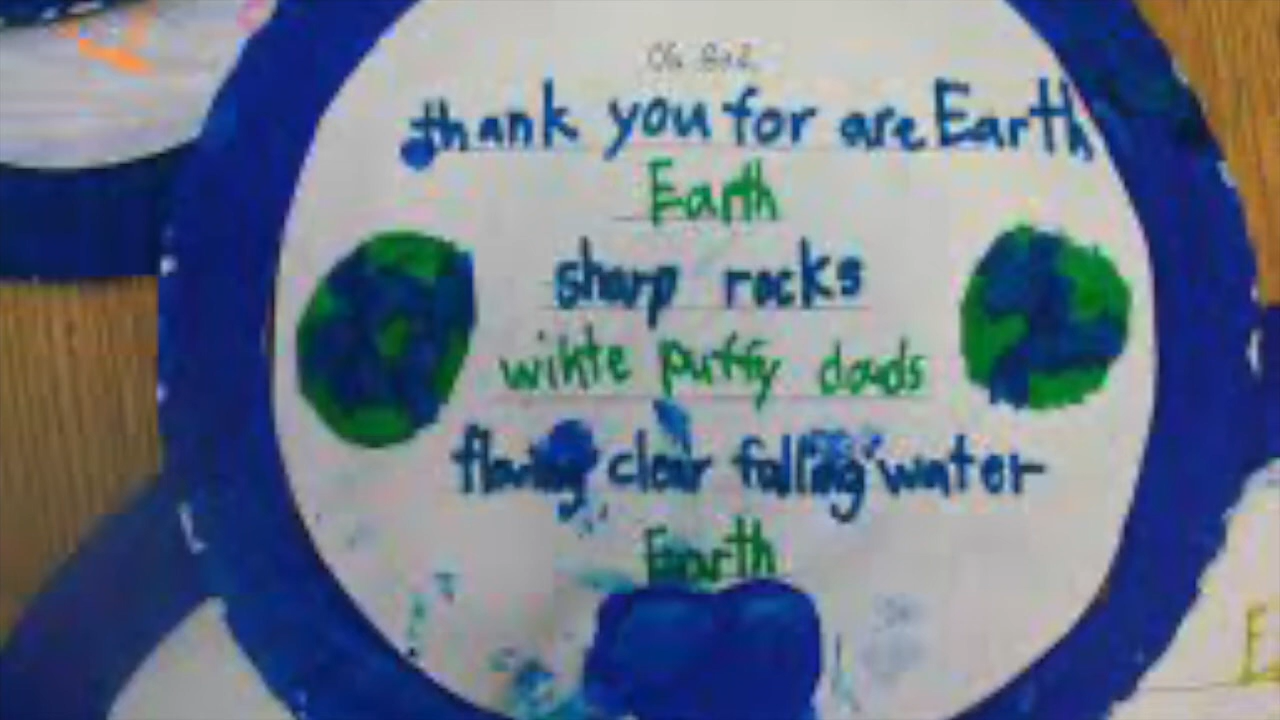 thank you for are Earth
Earth
sharp rocks
wihte puffy clouds
flowing clear falling water
Earth